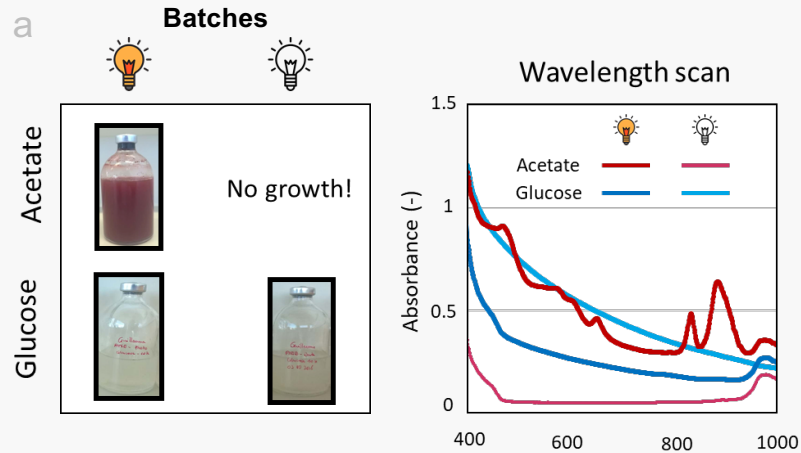 a
Batches
Acetate
No growth!
Glucose
Wavelength scan
Absorbance (-)
1.5
1
0.5
0
Acetate
Glucose
400
600
800
1000